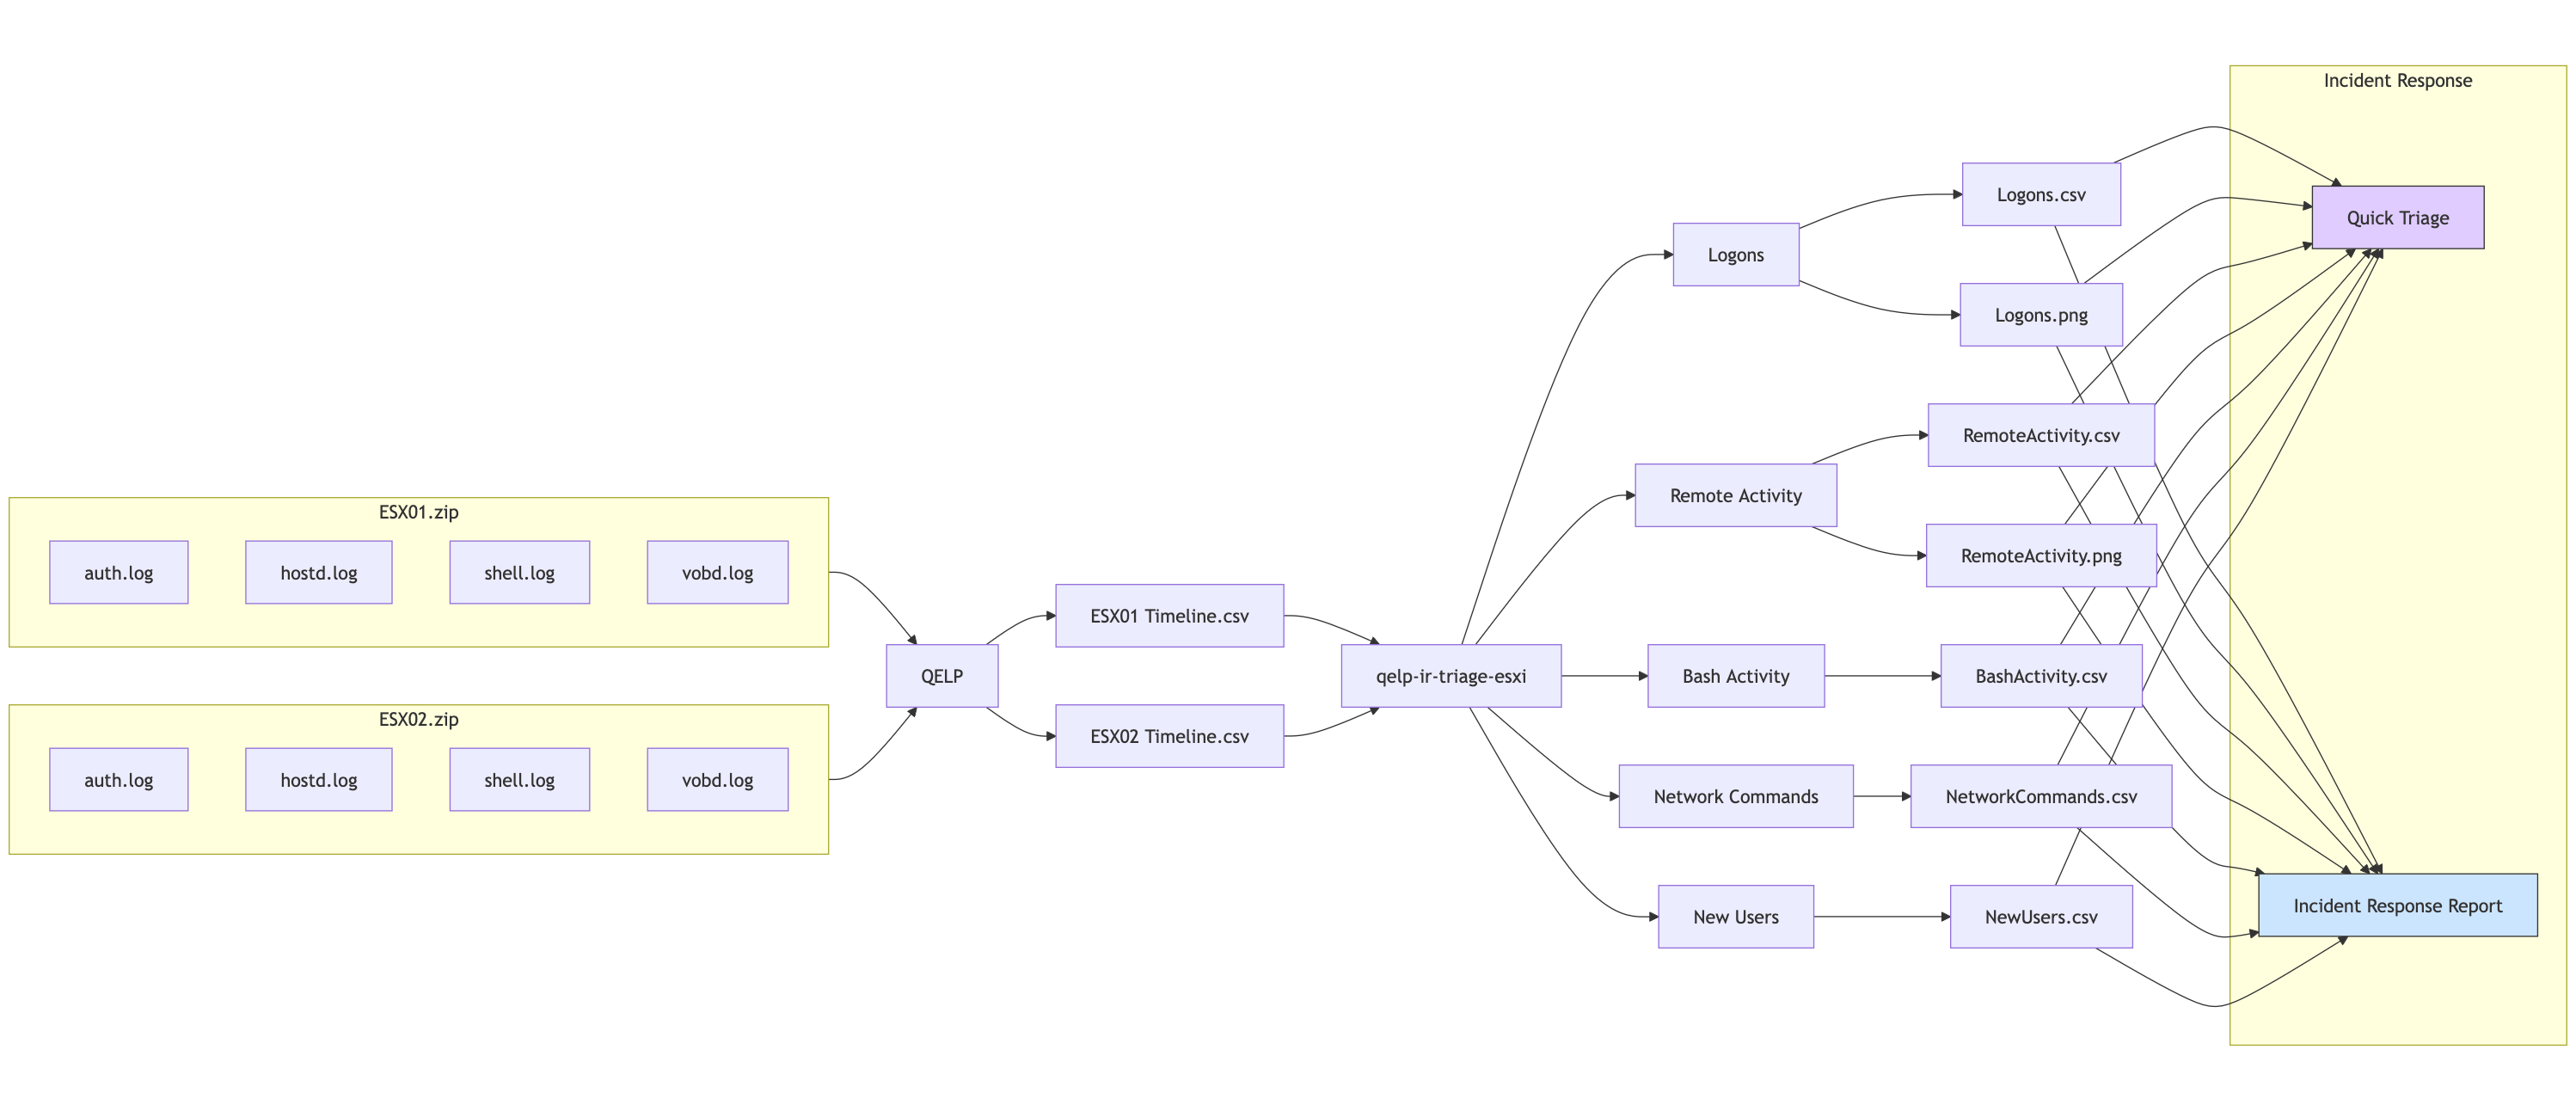 ESX01.zip
auth.log
hostd.log
shell.log
vobd.log
ESX02.zip
auth.log
hostd.log
shell.log
vobd.log
QELP
ESX01 Timeline.csv
ESX02 Timeline.csv
qelp-ir-triage-esxi
Logons
Remote Activity
Bash Activity
Network Commands
New Users
Logons.csv
Logons.png
RemoteActivity.csv
RemoteActivity.png
BashActivity.csv
NetworkCommands.csv
NewUsers.csv
Incident Response
Quick Triage
Incident Response Report